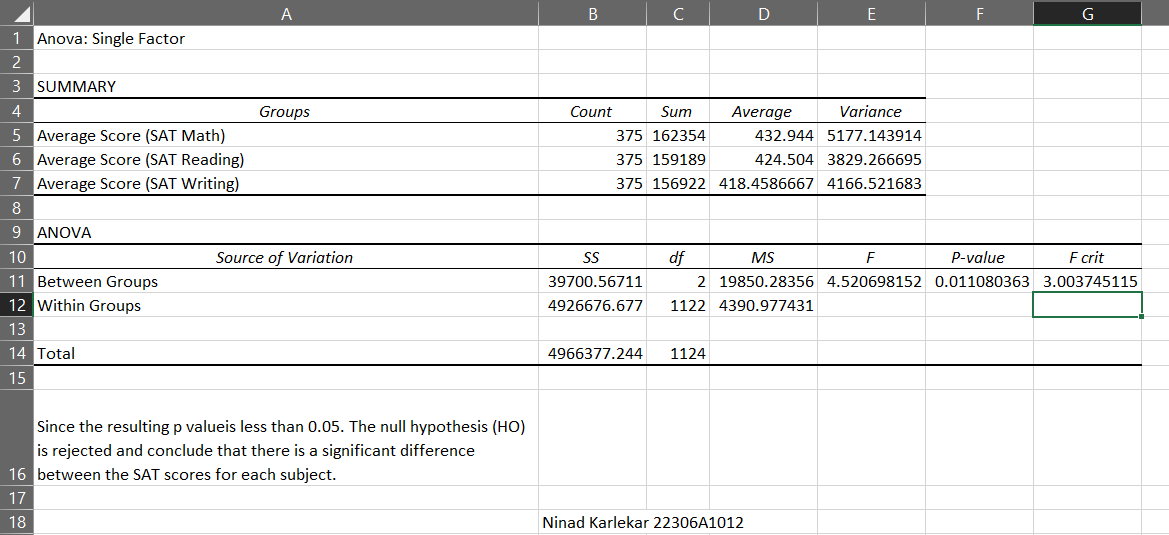 A B C D E F G
1 Anova: Single Factor
2
3 SUMMARY
4 Groups Count Sum Average Variance
5 Average Score (SAT Math) 375 162354 432.944 5177.143914
6 Average Score (SAT Reading) 375 159189 424.504 3829.266695
7 Average Score (SAT Writing) 375 156922 418.4586667 4166.521683
8
9 ANOVA
10 Source of Variation SS df MS F P-value F crit
11 Between Groups 39700.56711 2 19850.28356 4.520698152 0.011080363 3.003745115
12 Within Groups 4926676.677 1122 4390.977431
13
14 Total 4966377.244 1124
15
Since the resulting p valueis less than 0.05. The null hypothesis (HO)
is rejected and conclude that there is a significant difference
16 between the SAT scores for each subject.
17
18 Ninad Karlekar 22306A1012